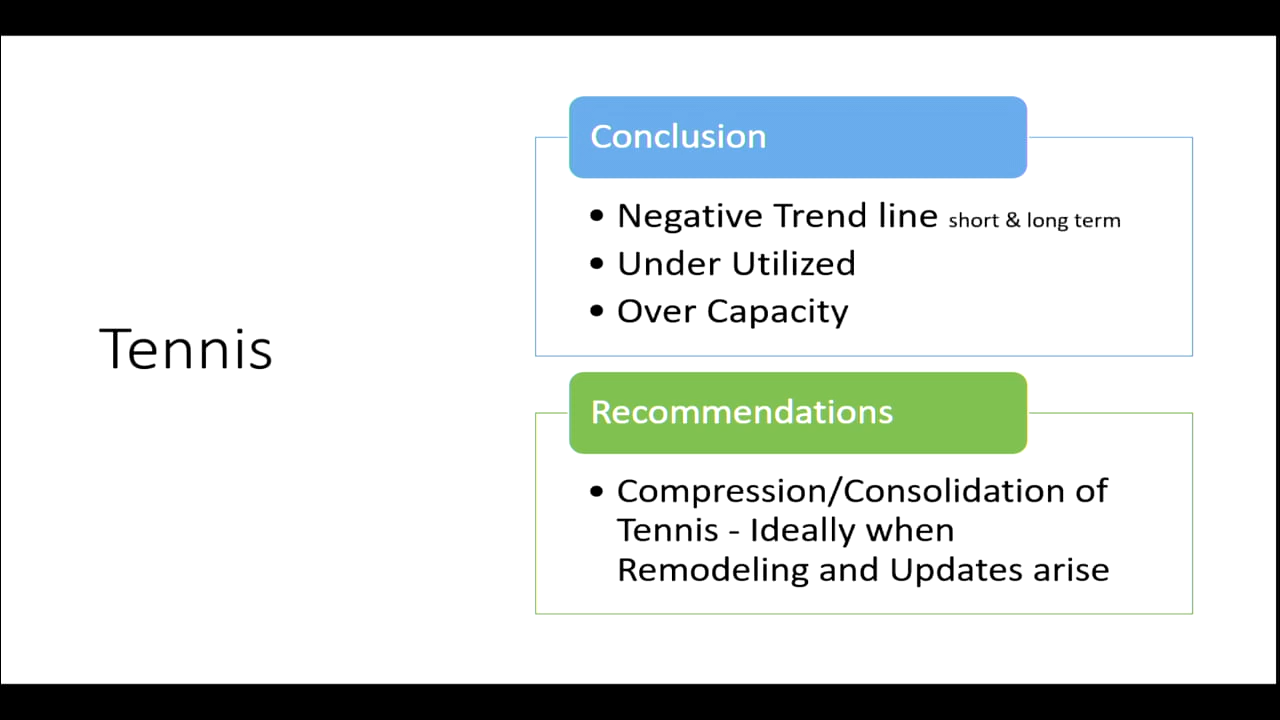 Tennis
Conclusion
• Negative Trend line short & long term
• Under Utilized
• Over Capacity
Recommendations
• Compression/Consolidation of
Tennis - Ideally when
Remodeling and Updates arise